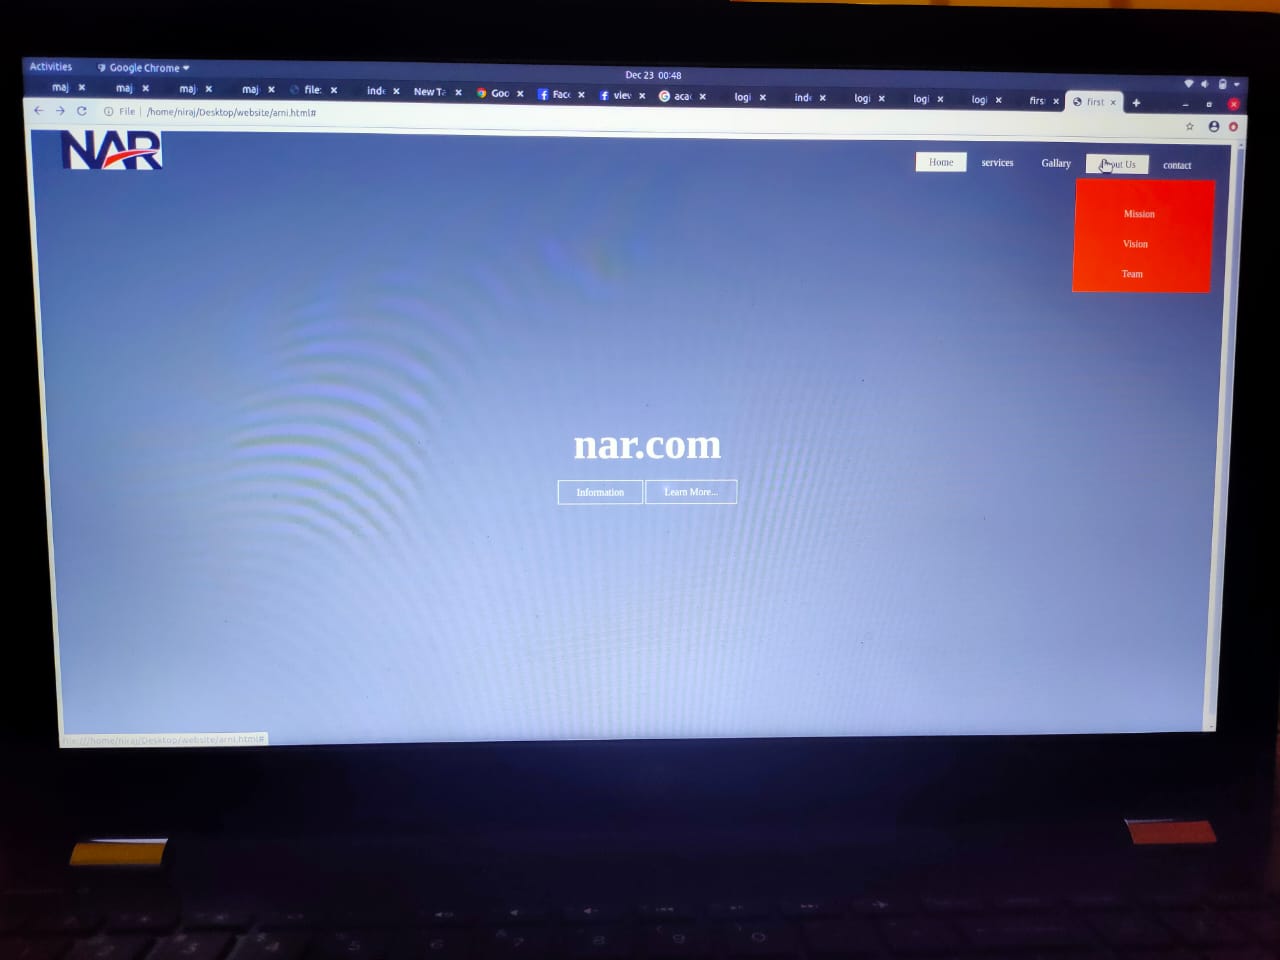 Activities Google Chrome Dec 23 00:48
maj maj maj maj file: inde New Ta Goo Face view acad logi inde logi logi logi firs first
File /home/niraj/Desktop/website/arni.html#
NAR
Home services Gallary About Us contact
Mission
Vision
Team
nar.com
Information Learn More...
file:///home/niraj/Desktop/website/arni.html#